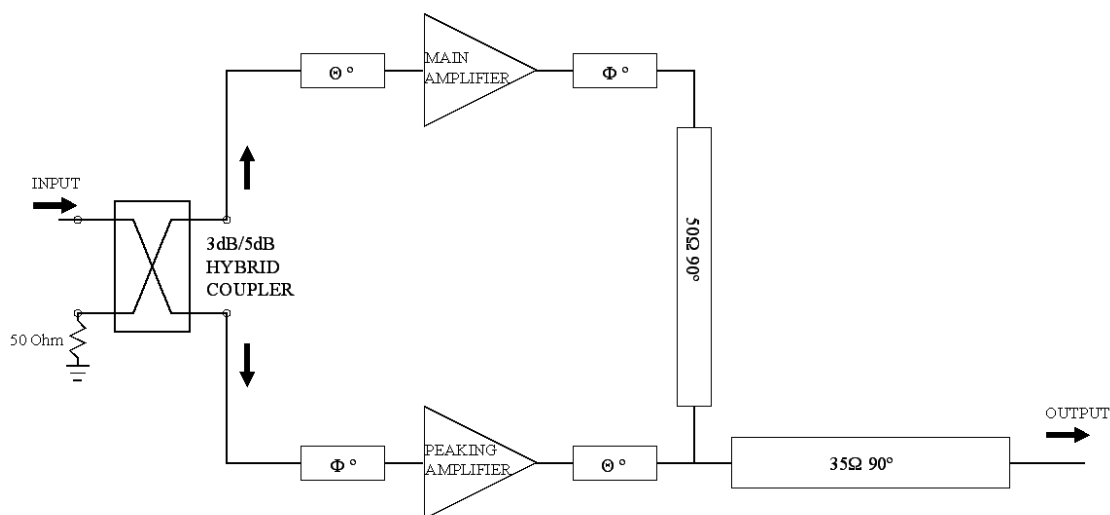 Θ °
MAIN
AMPLIFIER
Φ °
INPUT
3dB/5dB
HYBRID
COUPLER
50 Ohm
50Ω 90°
OUTPUT
Φ °
PEAKING
AMPLIFIER
Θ °
35Ω 90°